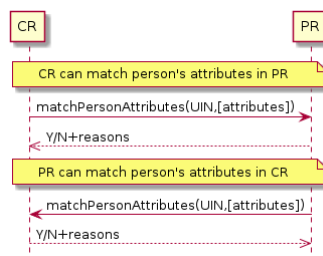 CR PR
CR can match person's attributes in PR
matchPersonAttributes(UIN,[attributes])
Y/N+reasons
PR can match person's attributes in CR
matchPersonAttributes(UIN,[attributes])
Y/N+reasons